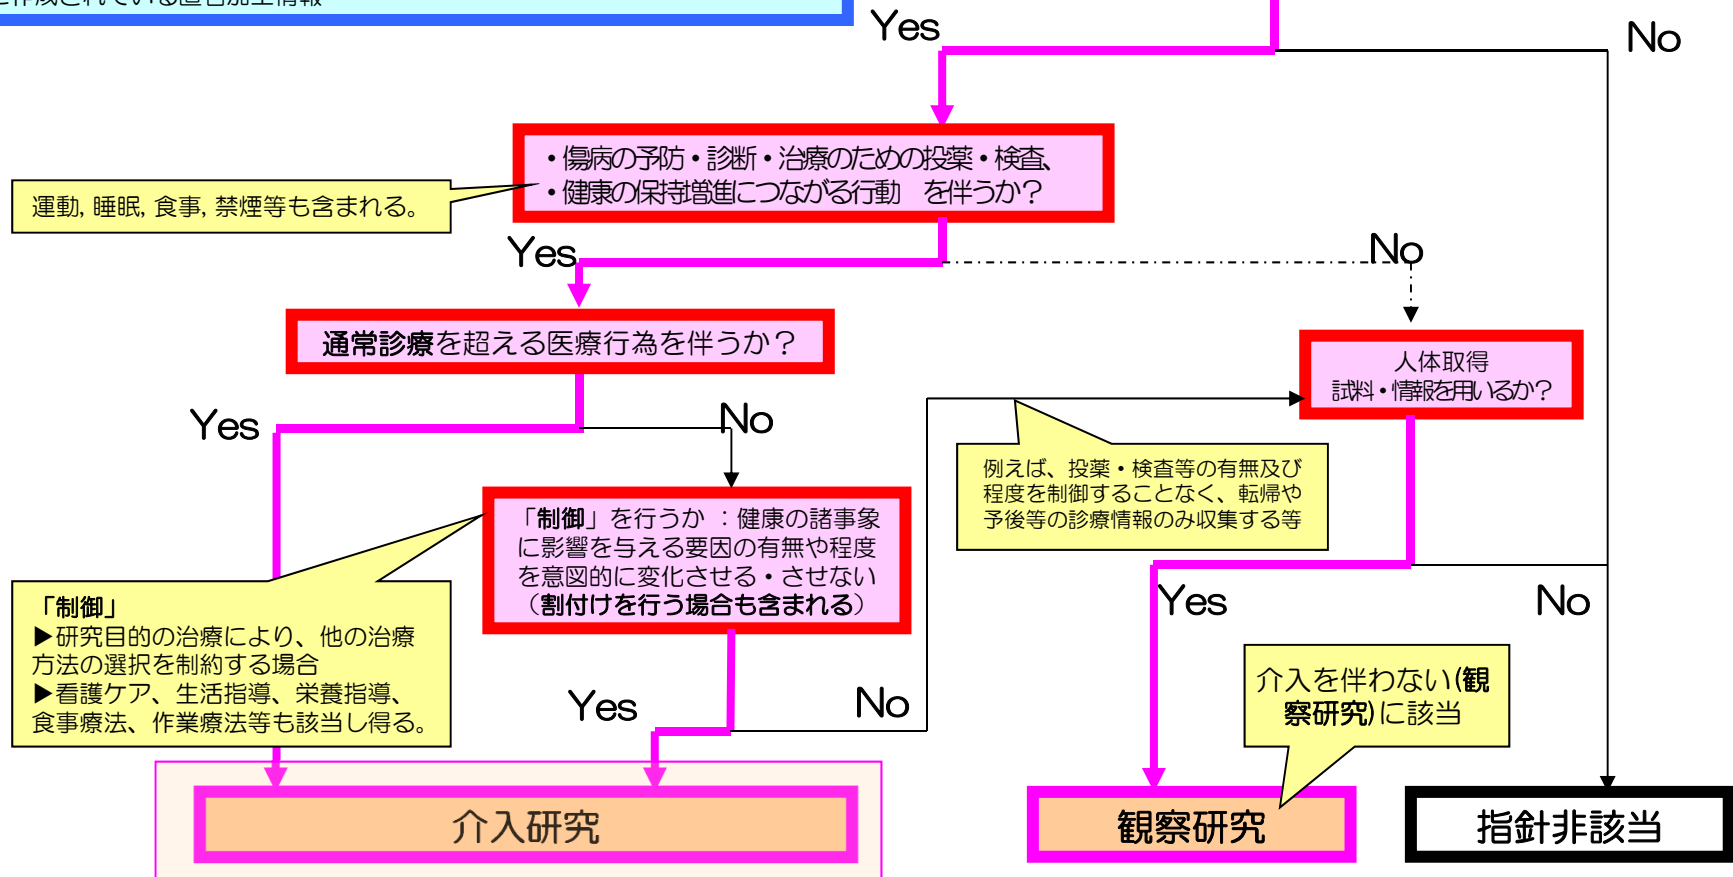 に作成されている匿名加工情報
Yes
No
・傷病の予防・診断・治療のための投薬・検査、
・健康の保持増進につながる行動　を伴うか？
運動, 睡眠, 食事, 禁煙等も含まれる。
Yes
No
通常診療を超える医療行為を伴うか？
人体取得
試料・情報を用いるか？
Yes
No
例えば、投薬・検査等の有無及び
程度を制御することなく、転帰や
予後等の診療情報のみ収集する等
「制御」を行うか ：健康の諸事象
に影響を与える要因の有無や程度
を意図的に変化させる・させない
（割付けを行う場合も含まれる）
「制御」
▶研究目的の治療により、他の治療
方法の選択を制約する場合
▶看護ケア、生活指導、栄養指導、
食事療法、作業療法等も該当し得る。
Yes
No
Yes
No
介入を伴わない(観
察研究)に該当
介入研究
観察研究
指針非該当